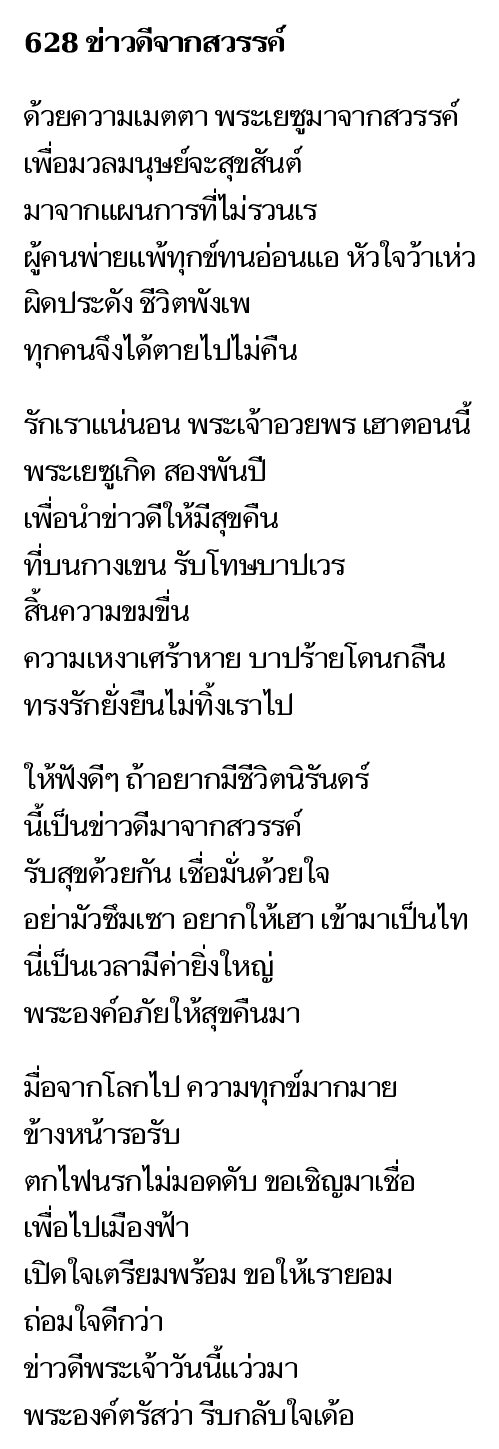 628 ข่าวดีจากสวรรค์
ด้วยความเมตตา พระเยซูมาจากสวรรค์
เพื่อมวลมนุษย์จะสุขสันต์
มาจากแผนการที่ไม่รวนเร
ผู้คนพ่ายแพ้ทุกข์ทนอ่อนแอ หัวใจว้าเห่ว
ผิดประดัง ชีวิตพังเพ
ทุกคนจึงได้ตายไปไม่คืน
รักเราแน่นอน พระเจ้าอวยพร เฮาตอนนี้
พระเยซูเกิด สองพันปี
เพื่อนำข่าวดีให้มีสุขคืน
ที่บนกางเขน รับโทษบาปเวร
สิ้นความขมขื่น
ความเหงาเศร้าหาย บาปร้ายโดนกลืน
ทรงรักยั่งยืนไม่ทิ้งเราไป
ให้ฟังดีๆ ถ้าอยากมีชีวิตนิรันดร์
นี้เป็นข่าวดีมาจากสวรรค์
รับสุขด้วยกัน เชื่อมั่นด้วยใจ
อย่ามัวซึมเซา อยากให้เฮา เข้ามาเป็นไท
นี่เป็นเวลามีค่ายิ่งใหญ่
พระองค์อภัยให้สุขคืนมา
มื่อจากโลกไป ความทุกข์มากมาย
ข้างหน้ารอรับ
ตกไฟนรกไม่มอดดับ ขอเชิญมาเชื่อ
เพื่อไปเมืองฟ้า
เปิดใจเตรียมพร้อม ขอให้เรายอม
ถ่อมใจดีกว่า
ข่าวดีพระเจ้าวันนี้แว่วมา
พระองค์ตรัสว่า รีบกลับใจเด้อ